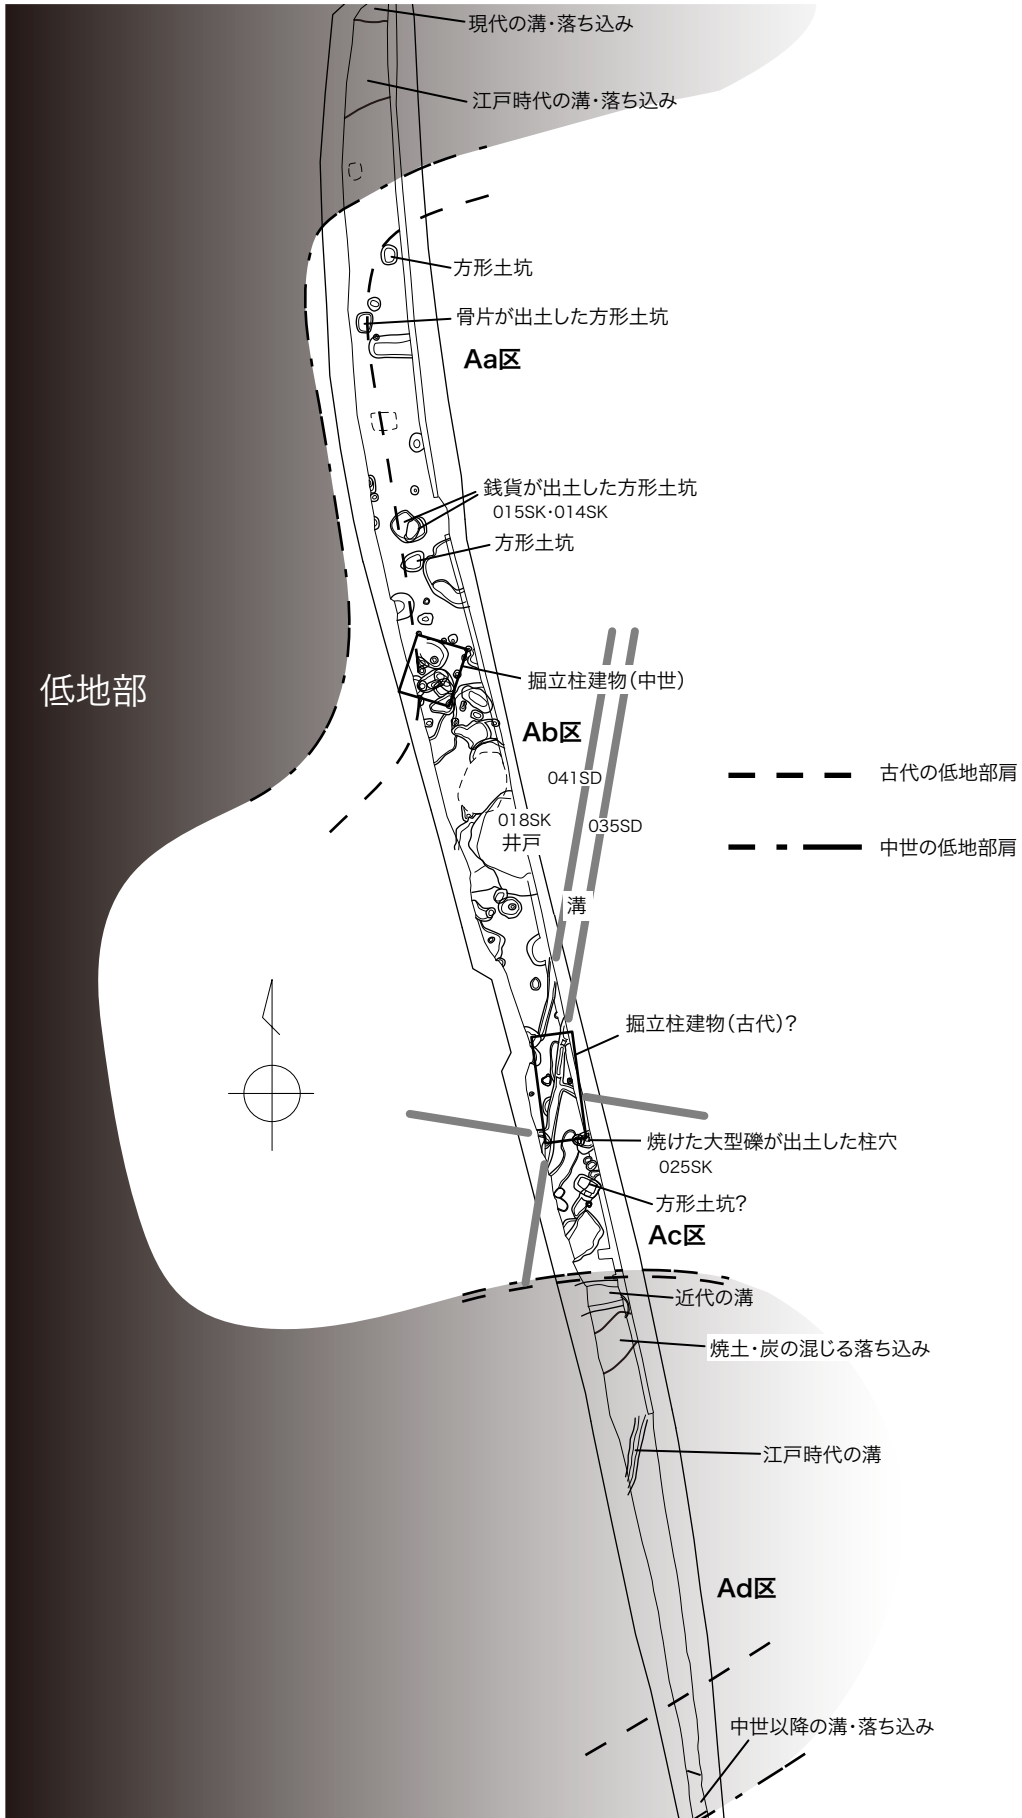 現代の溝・落ち込み
江戸時代の溝・落ち込み
方形土坑
骨片が出土した方形土坑
Aa区
銭貨が出土した方形土坑
015SK・014SK
方形土坑
低地部
掘立柱建物(中世)
Ab区
041SD
古代の低地部肩
018SK
井戸
035SD
中世の低地部肩
溝
掘立柱建物(古代)?
焼けた大型礫が出土した柱穴
025SK
方形土坑?
Ac区
近代の溝
焼土・炭の混じる落ち込み
江戸時代の溝
Ad区
中世以降の溝・落ち込み